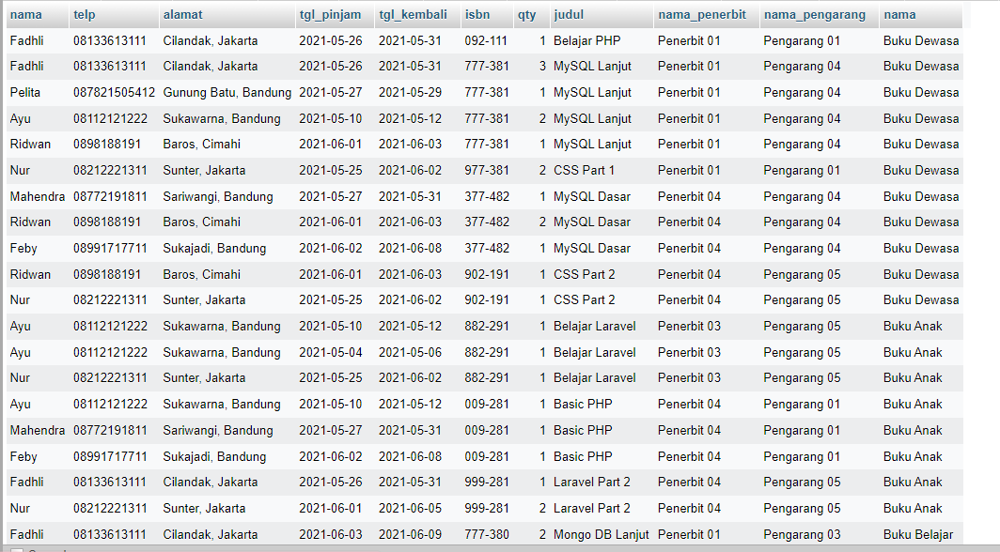 nama telp alamat tgl_pinjam tgl_kembali isbn qty judul nama_penerbit nama_pengarang nama
Fadhli 08133613111 Cilandak, Jakarta 2021-05-26 2021-05-31 092-111 1 Belajar PHP Penerbit 01 Pengarang 01 Buku Dewasa
Fadhli 08133613111 Cilandak, Jakarta 2021-05-26 2021-05-31 777-381 3 MySQL Lanjut Penerbit 01 Pengarang 04 Buku Dewasa
Pelita 087821505412 Gunung Batu, Bandung 2021-05-27 2021-05-29 777-381 1 MySQL Lanjut Penerbit 01 Pengarang 04 Buku Dewasa
Ayu 08112121222 Sukawarna, Bandung 2021-05-10 2021-05-12 777-381 2 MySQL Lanjut Penerbit 01 Pengarang 04 Buku Dewasa
Ridwan 0898188191 Baros, Cimahi 2021-06-01 2021-06-03 777-381 1 MySQL Lanjut Penerbit 01 Pengarang 04 Buku Dewasa
Nur 08212221311 Sunter, Jakarta 2021-05-25 2021-06-02 977-381 2 CSS Part 1 Penerbit 01 Pengarang 01 Buku Dewasa
Mahendra 08772191811 Sariwangi, Bandung 2021-05-27 2021-05-31 377-482 1 MySQL Dasar Penerbit 04 Pengarang 04 Buku Dewasa
Ridwan 0898188191 Baros, Cimahi 2021-06-01 2021-06-03 377-482 2 MySQL Dasar Penerbit 04 Pengarang 04 Buku Dewasa
Feby 08991717711 Sukajadi, Bandung 2021-06-02 2021-06-08 377-482 1 MySQL Dasar Penerbit 04 Pengarang 04 Buku Dewasa
Ridwan 0898188191 Baros, Cimahi 2021-06-01 2021-06-03 902-191 1 CSS Part 2 Penerbit 04 Pengarang 05 Buku Dewasa
Nur 08212221311 Sunter, Jakarta 2021-05-25 2021-06-02 902-191 1 CSS Part 2 Penerbit 04 Pengarang 05 Buku Dewasa
Ayu 08112121222 Sukawarna, Bandung 2021-05-10 2021-05-12 882-291 1 Belajar Laravel Penerbit 03 Pengarang 05 Buku Anak
Ayu 08112121222 Sukawarna, Bandung 2021-05-04 2021-05-06 882-291 1 Belajar Laravel Penerbit 03 Pengarang 05 Buku Anak
Nur 08212221311 Sunter, Jakarta 2021-05-25 2021-06-02 882-291 1 Belajar Laravel Penerbit 03 Pengarang 05 Buku Anak
Ayu 08112121222 Sukawarna, Bandung 2021-05-10 2021-05-12 009-281 1 Basic PHP Penerbit 04 Pengarang 01 Buku Anak
Mahendra 08772191811 Sariwangi, Bandung 2021-05-27 2021-05-31 009-281 1 Basic PHP Penerbit 04 Pengarang 01 Buku Anak
Feby 08991717711 Sukajadi, Bandung 2021-06-02 2021-06-08 009-281 1 Basic PHP Penerbit 04 Pengarang 01 Buku Anak
Fadhli 08133613111 Cilandak, Jakarta 2021-05-26 2021-05-31 999-281 1 Laravel Part 2 Penerbit 04 Pengarang 05 Buku Anak
Nur 08212221311 Sunter, Jakarta 2021-06-01 2021-06-05 999-281 2 Laravel Part 2 Penerbit 04 Pengarang 05 Buku Anak
Fadhli 08133613111 Cilandak, Jakarta 2021-06-03 2021-06-09 777-380 2 Mongo DB Lanjut Penerbit 01 Pengarang 03 Buku Belajar